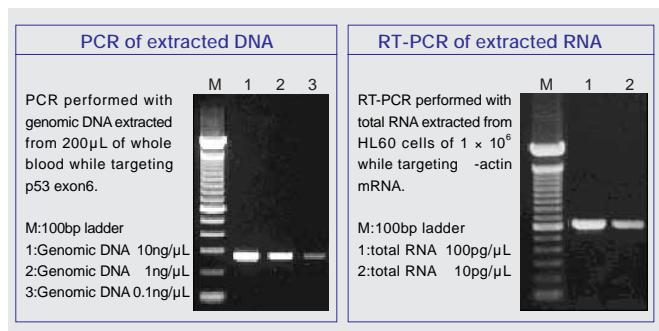 PCR of extracted DNA
PCR performed with
genomic DNA extracted
from 200µL of whole
blood while targeting
p53 exon6.
M:100bp ladder
1:Genomic DNA 10ng/µL
2:Genomic DNA 1ng/µL
3:Genomic DNA 0.1ng/µL
M 1 2 3
RT-PCR of extracted RNA
RT-PCR performed with
total RNA extracted from
HL60 cells of 1 × 10⁶
while targeting -actin
mRNA.
M:100bp ladder
1:total RNA 100pg/µL
2:total RNA 10pg/µL
M 1 2